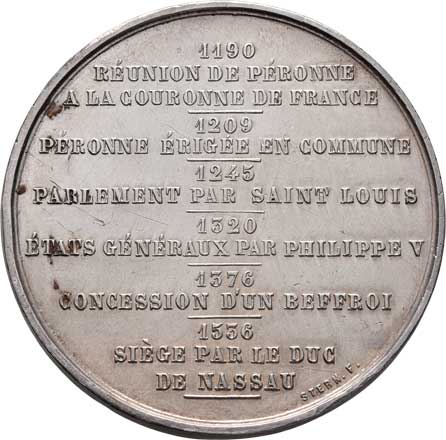 1190
RÉUNION DE PÉRONNE
A LA COURONNE DE FRANCE
1209
PÉRONNE ÉRIGÉE EN COMMUNE
1245
PARLEMENT PAR SAINT LOUIS
1320
ÉTATS GÉNÉRAUX PAR PHILIPPE V
1376
CONCESSION D'UN BEFFROI
1536
SIÈGE PAR LE DUC
DE NASSAU
STERN. F.